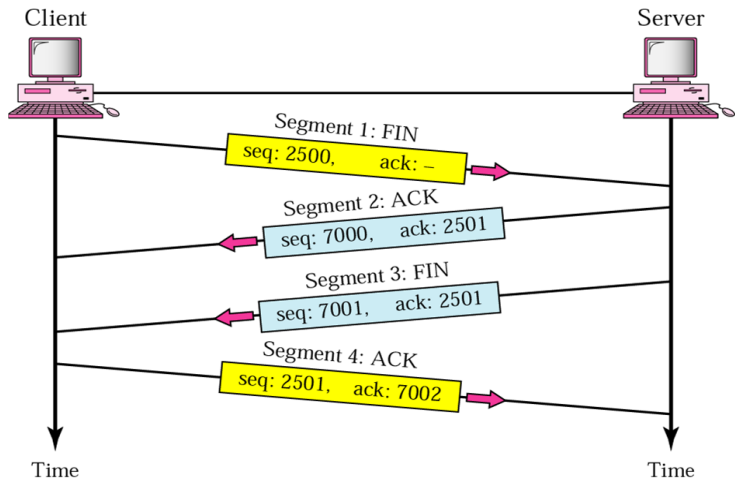 Client
Server
Segment 1: FIN
seq: 2500, ack: –
Segment 2: ACK
seq: 7000, ack: 2501
Segment 3: FIN
seq: 7001, ack: 2501
Segment 4: ACK
seq: 2501, ack: 7002
Time
Time